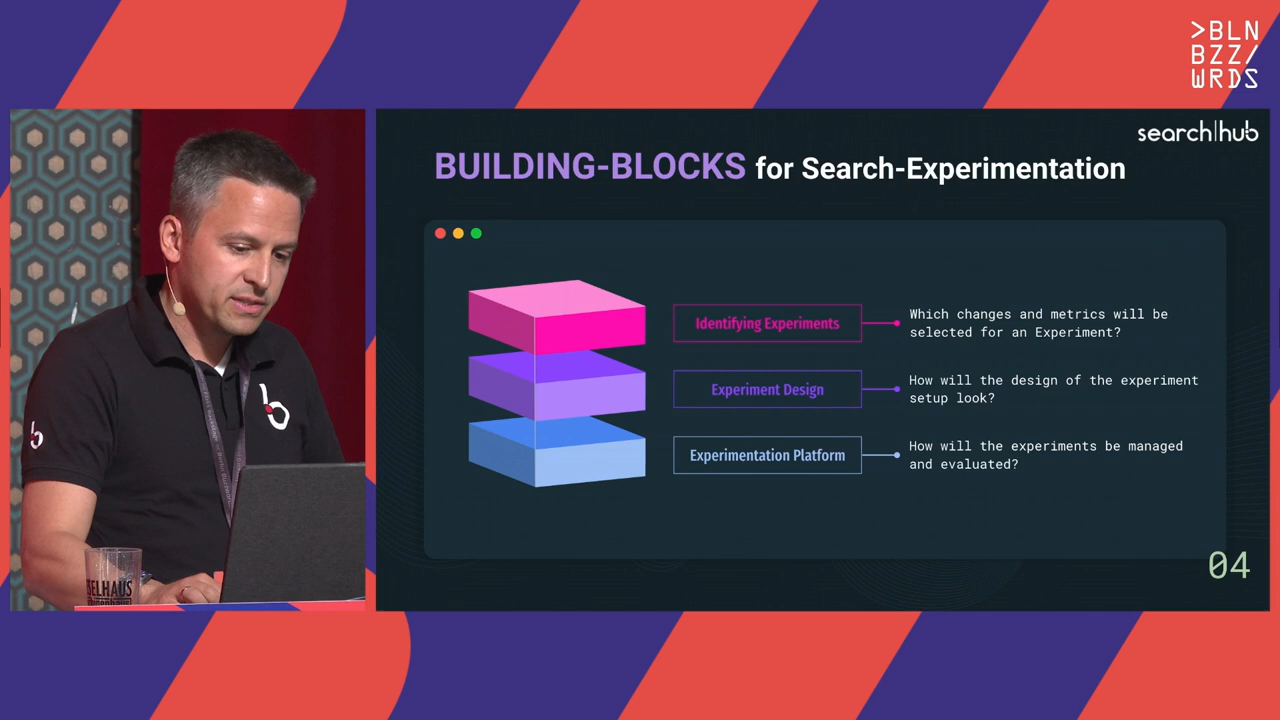 >BLN
BZZ/
WRDS
search|hub
BUILDING-BLOCKS for Search-Experimentation
Identifying Experiments
Which changes and metrics will be
selected for an Experiment?
Experiment Design
How will the design of the experiment
setup look?
Experimentation Platform
How will the experiments be managed
and evaluated?
04